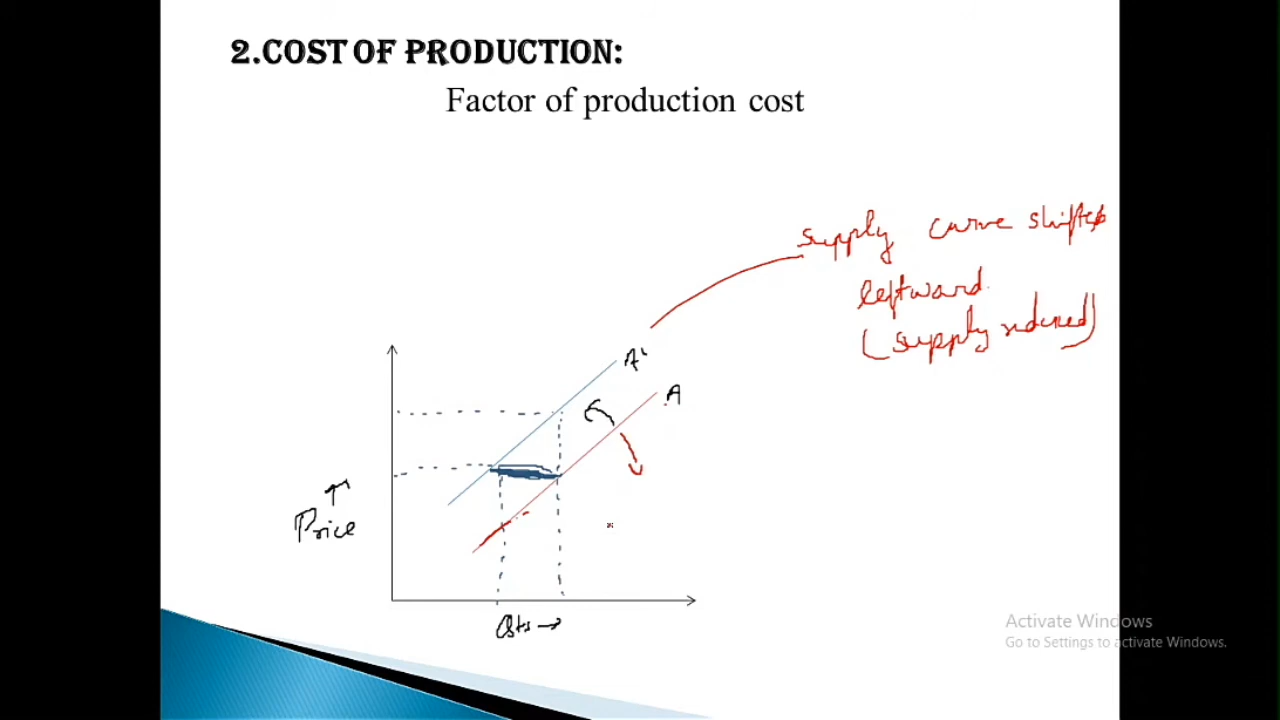 2.COST OF PRODUCTION:
Factor of production cost
supply curve shifts
leftward
(supply reduced)
A'
A
Price
Qty
Activate Windows
Go to Settings to activate Windows.